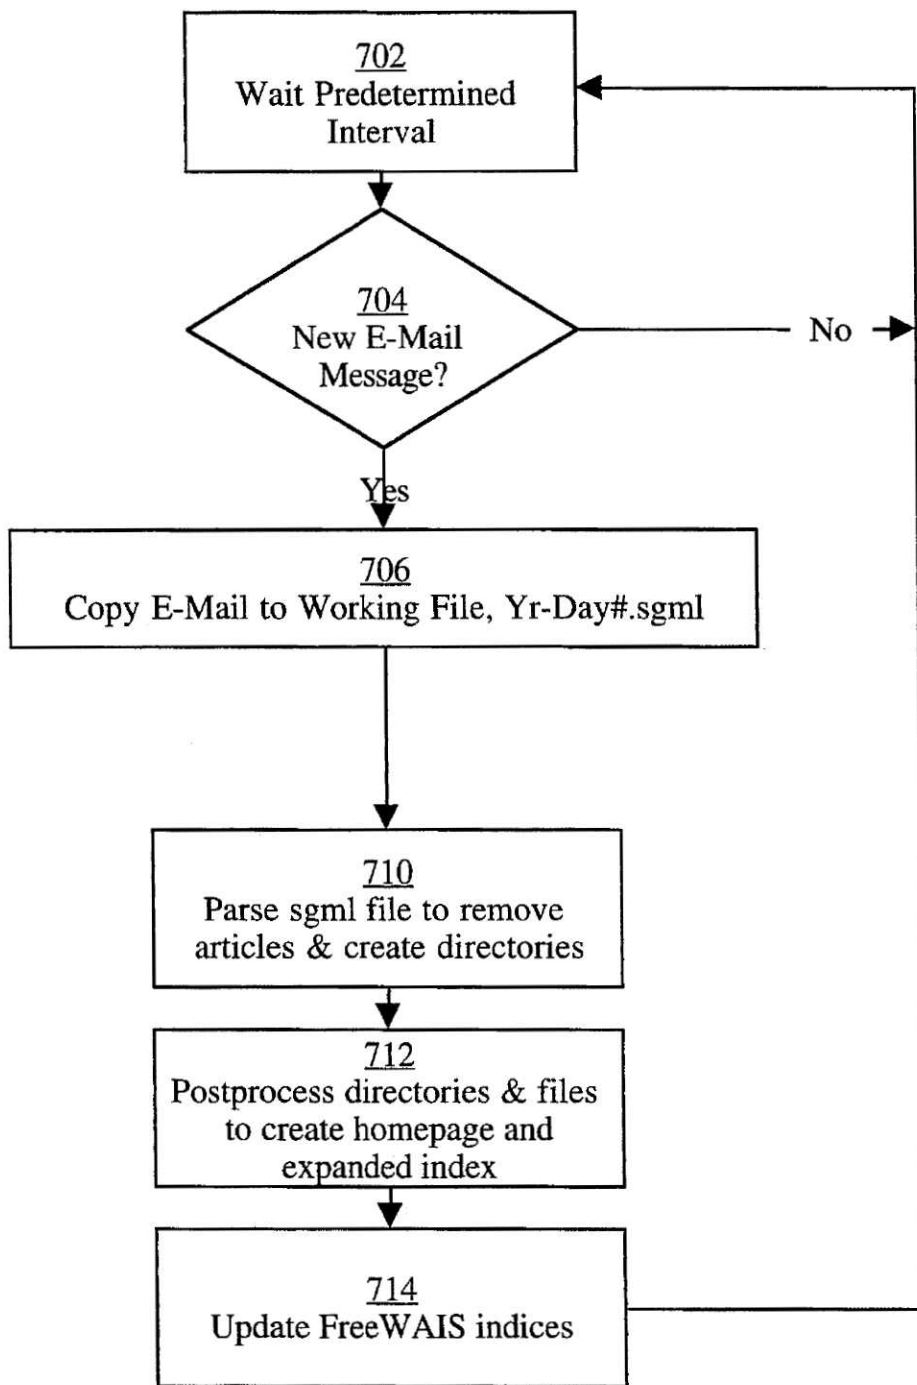 702
Wait Predetermined
Interval
704
New E-Mail
Message?
No
Yes
706
Copy E-Mail to Working File, Yr-Day#.sgml
710
Parse sgml file to remove
articles & create directories
712
Postprocess directories & files
to create homepage and
expanded index
714
Update FreeWAIS indices